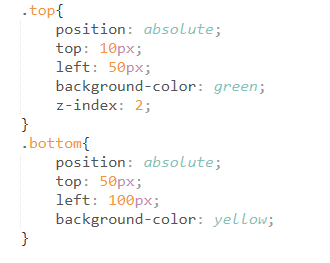 .top{
    position: absolute;
    top: 10px;
    left: 50px;
    background-color: green;
    z-index: 2;
}
.bottom{
    position: absolute;
    top: 50px;
    left: 100px;
    background-color: yellow;
}